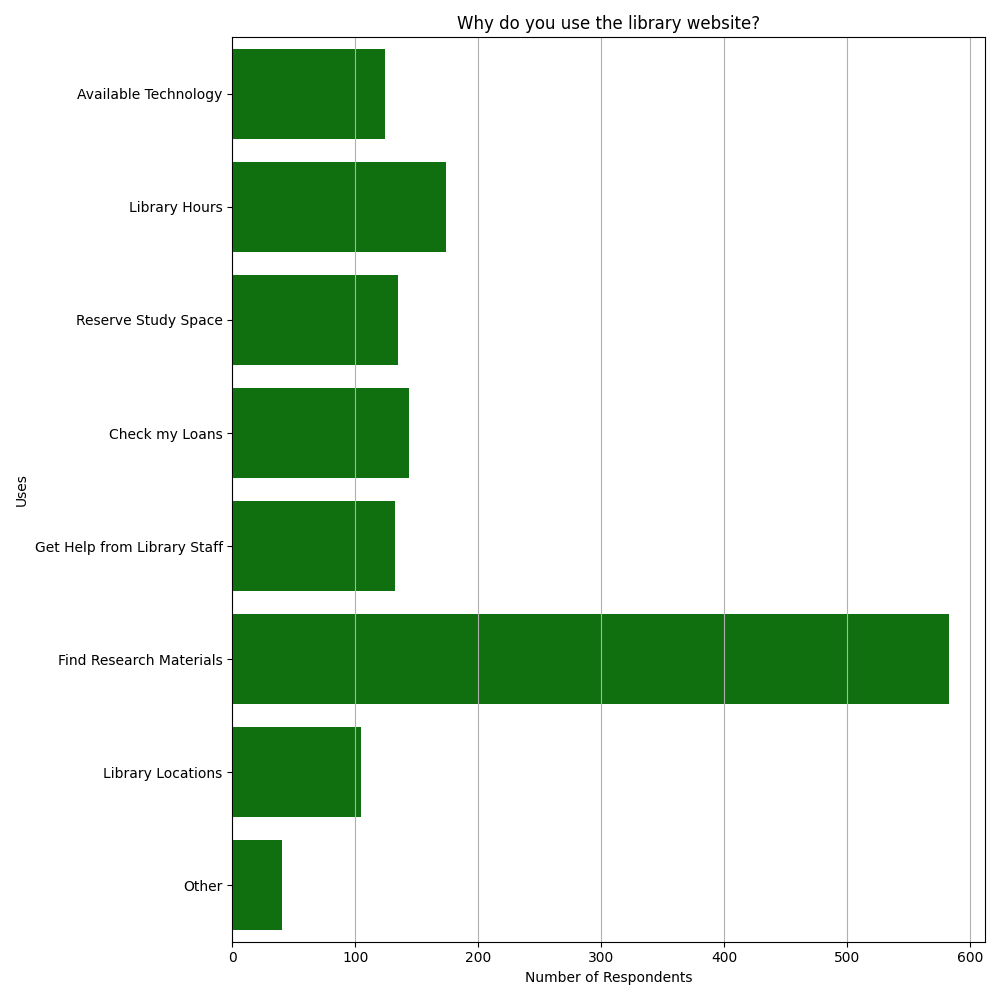 Why do you use the library website?
Available Technology
Library Hours
Reserve Study Space
Check my Loans
Uses
Get Help from Library Staff
Find Research Materials
Library Locations
Other
0 100 200 300 400 500 600
Number of Respondents